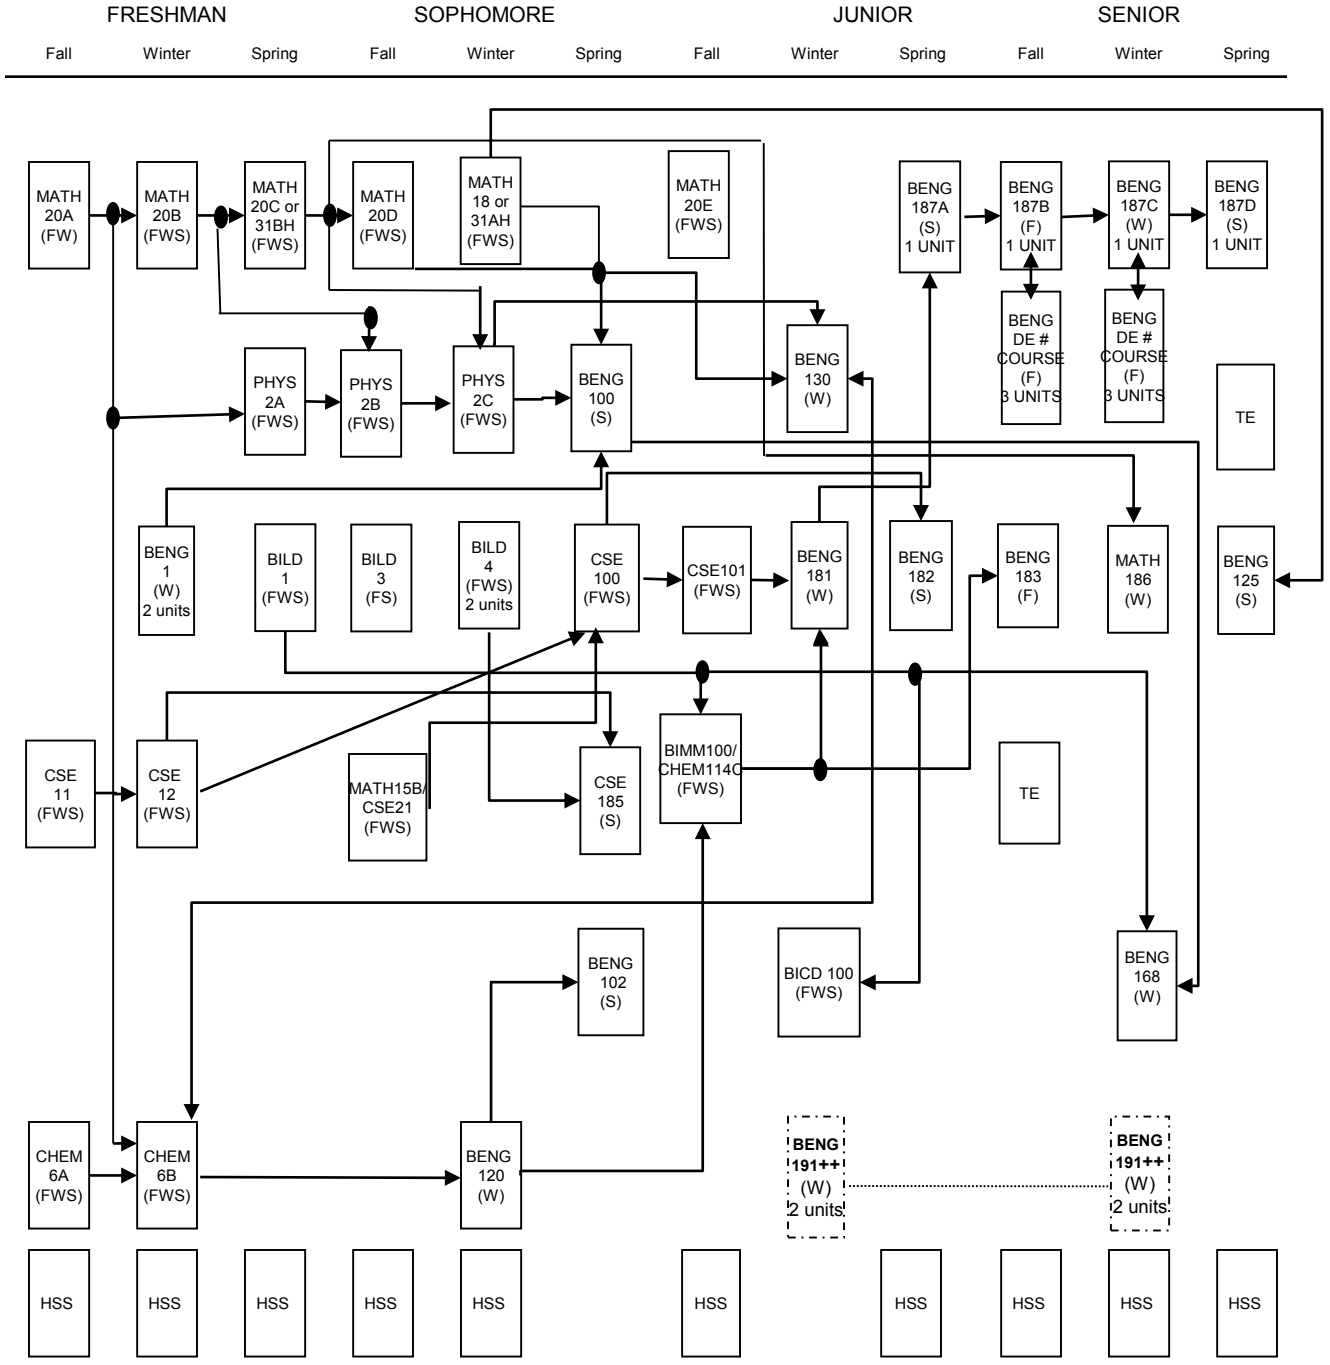 FRESHMAN
SOPHOMORE
JUNIOR
SENIOR
Fall
Winter
Spring
Fall
Winter
Spring
Fall
Winter
Spring
Fall
Winter
Spring
MATH
20A
(FW)
MATH
20B
(FWS)
MATH
20C or
31BH
(FWS)
MATH
20D
(FWS)
MATH
18 or
31AH
(FWS)
MATH
20E
(FWS)
BENG
187A
(S)
1 UNIT
BENG
187B
(F)
1 UNIT
BENG
187C
(W)
1 UNIT
BENG
187D
(S)
1 UNIT
PHYS
2A
(FWS)
PHYS
2B
(FWS)
PHYS
2C
(FWS)
BENG
100
(S)
BENG
130
(W)
BENG
DE #
COURSE
(F)
3 UNITS
BENG
DE #
COURSE
(F)
3 UNITS
TE
BENG
1
(W)
2 units
BILD
1
(FWS)
BILD
3
(FS)
BILD
4
(FWS)
2 units
CSE
100
(FWS)
CSE101
(FWS)
BENG
181
(W)
BENG
182
(S)
BENG
183
(F)
MATH
186
(W)
BENG
125
(S)
CSE
11
(FWS)
CSE
12
(FWS)
MATH15B/
CSE21
(FWS)
CSE
185
(S)
BIMM100/
CHEM114C
(FWS)
TE
BENG
102
(S)
BICD 100
(FWS)
BENG
168
(W)
CHEM
6A
(FWS)
CHEM
6B
(FWS)
BENG
120
(W)
BENG
191++
(W)
2 units
BENG
191++
(W)
2 units
HSS
HSS
HSS
HSS
HSS
HSS
HSS
HSS
HSS
HSS